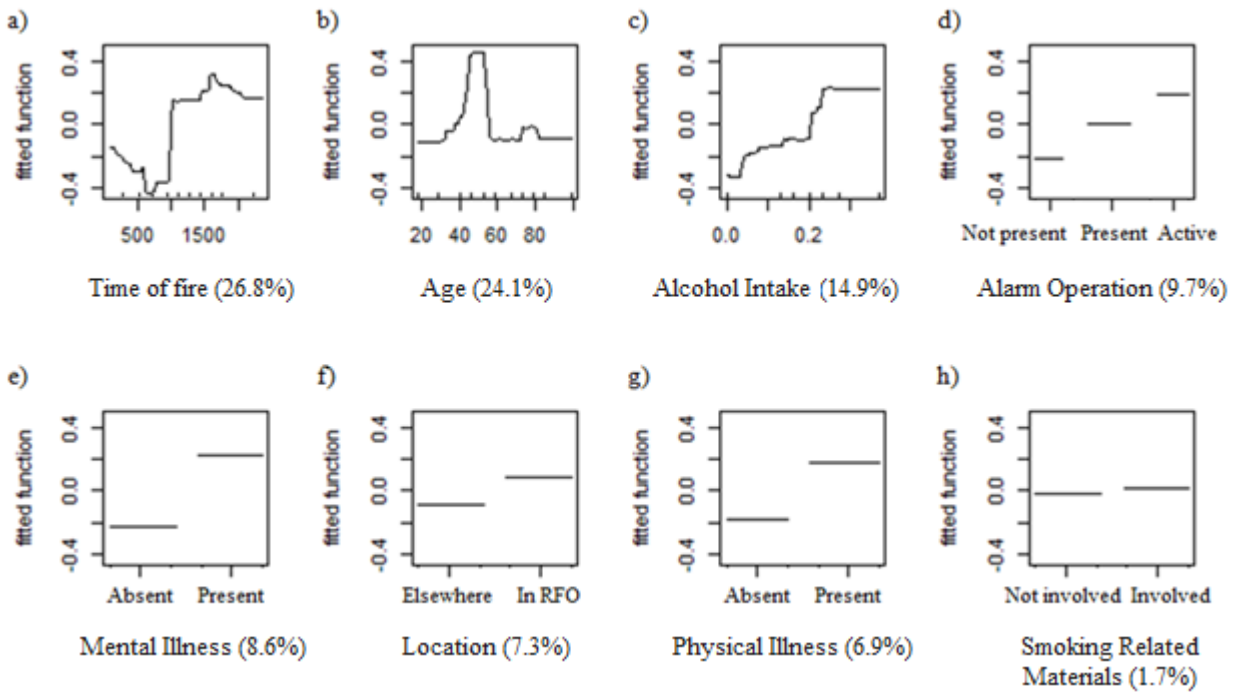 a)
b)
c)
d)
fitted function
0.4
0.0
-0.4
500 1500
Time of fire (26.8%)
fitted function
0.4
0.0
-0.4
20 40 60 80
Age (24.1%)
fitted function
0.4
0.0
-0.4
0.0 0.2
Alcohol Intake (14.9%)
fitted function
0.4
0.0
-0.4
Not present Present Active
Alarm Operation (9.7%)
e)
f)
g)
h)
fitted function
0.4
0.0
-0.4
Absent Present
Mental Illness (8.6%)
fitted function
0.4
0.0
-0.4
Elsewhere In RFO
Location (7.3%)
fitted function
0.4
0.0
-0.4
Absent Present
Physical Illness (6.9%)
fitted function
0.4
0.0
-0.4
Not involved Involved
Smoking Related
Materials (1.7%)